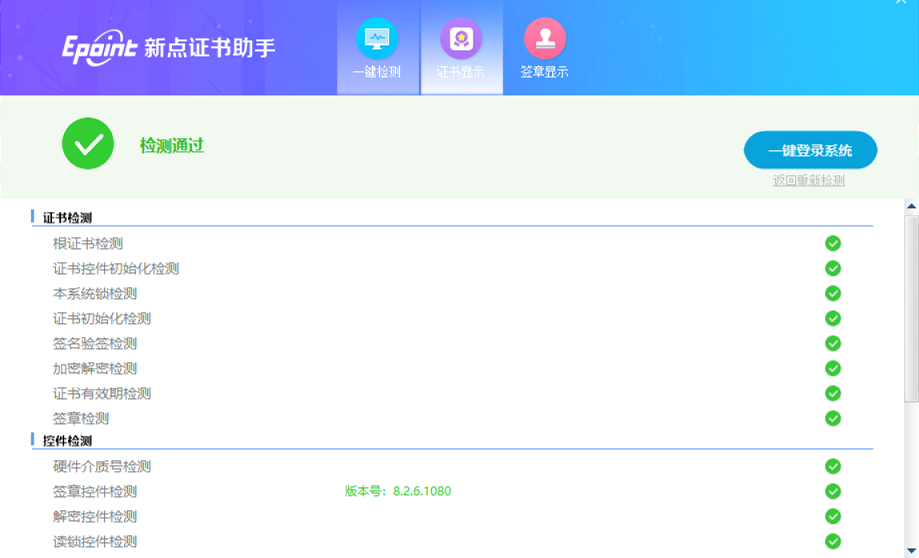 Epoint 新点证书助手
一键检测
证书显示
签章显示
检测通过
一键登录系统
返回重新检测
证书检测
根证书检测
证书控件初始化检测
本系统锁检测
证书初始化检测
签名验签检测
加密解密检测
证书有效期检测
签章检测
控件检测
硬件介质号检测
签章控件检测 版本号：8.2.6.1080
解密控件检测
读锁控件检测